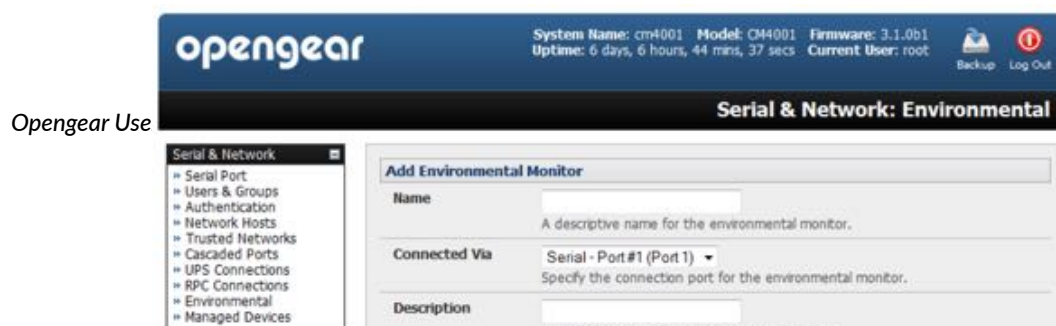 opengear
System Name: cm4001 Model: CM4001 Firmware: 3.1.0b1
Uptime: 6 days, 6 hours, 44 mins, 37 secs Current User: root
Backup Log Out
Opengear Use
Serial & Network: Environmental
Serial & Network
» Serial Port
» Users & Groups
» Authentication
» Network Hosts
» Trusted Networks
» Cascaded Ports
» UPS Connections
» RPC Connections
» Environmental
» Managed Devices
Add Environmental Monitor
Name
A descriptive name for the environmental monitor.
Connected Via
Serial - Port #1 (Port 1)
Specify the connection port for the environmental monitor.
Description